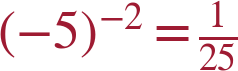 (−5)⁻² = 1/25